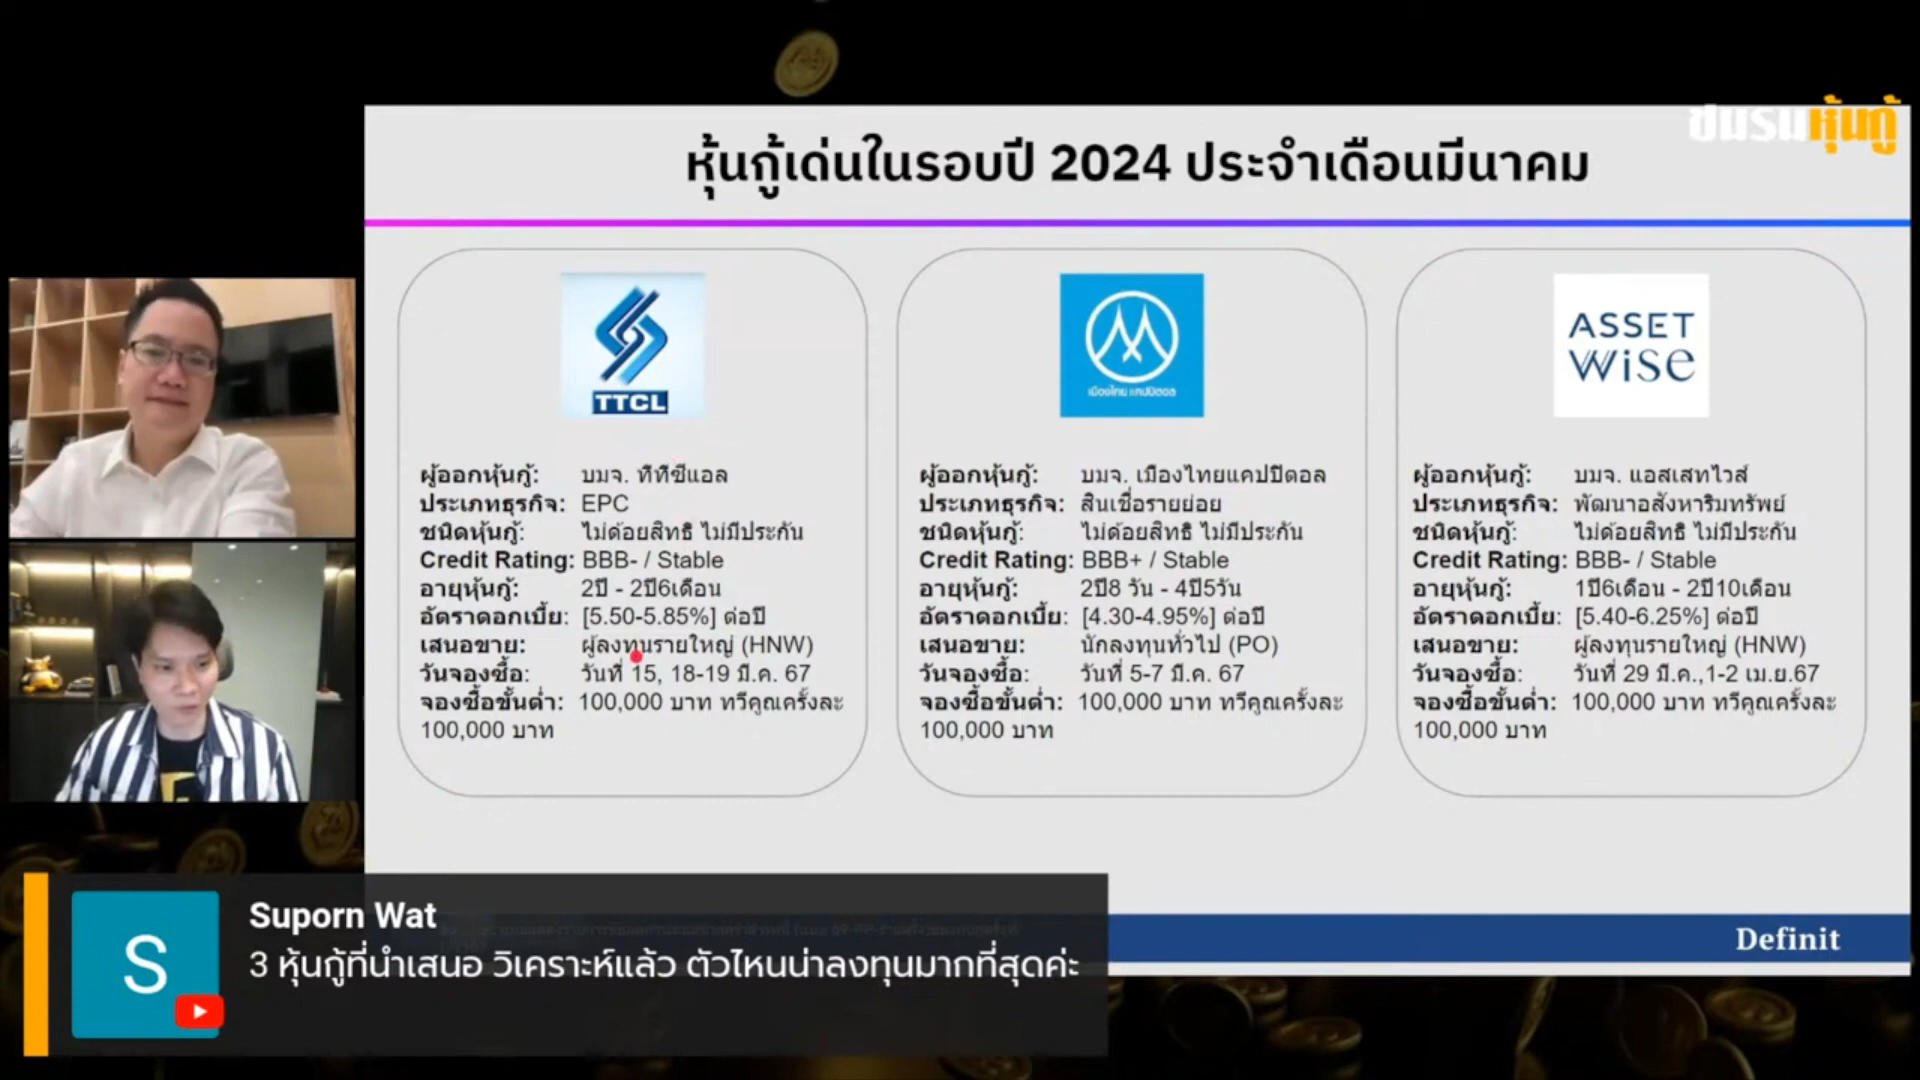 ชมรมหุ้นกู้
หุ้นกู้เด่นในรอบปี 2024 ประจำเดือนมีนาคม
TTCL
ผู้ออกหุ้นกู้: บมจ. ทีทีซีแอล
ประเภทธุรกิจ: EPC
ชนิดหุ้นกู้: ไม่ด้อยสิทธิ ไม่มีประกัน
Credit Rating: BBB- / Stable
อายุหุ้นกู้: 2ปี - 2ปี6เดือน
อัตราดอกเบี้ย: [5.50-5.85%] ต่อปี
เสนอขาย: ผู้ลงทุนรายใหญ่ (HNW)
วันจองซื้อ: วันที่ 15, 18-19 มี.ค. 67
จองซื้อขั้นต่ำ: 100,000 บาท ทวีคูณครั้งละ
100,000 บาท
เมืองไทย แคปปิตอล
ผู้ออกหุ้นกู้: บมจ. เมืองไทยแคปปิตอล
ประเภทธุรกิจ: สินเชื่อรายย่อย
ชนิดหุ้นกู้: ไม่ด้อยสิทธิ ไม่มีประกัน
Credit Rating: BBB+ / Stable
อายุหุ้นกู้: 2ปี8 วัน - 4ปี5วัน
อัตราดอกเบี้ย: [4.30-4.95%] ต่อปี
เสนอขาย: นักลงทุนทั่วไป (PO)
วันจองซื้อ: วันที่ 5-7 มี.ค. 67
จองซื้อขั้นต่ำ: 100,000 บาท ทวีคูณครั้งละ
100,000 บาท
ASSET
WISE
ผู้ออกหุ้นกู้: บมจ. แอสเสทไวส์
ประเภทธุรกิจ: พัฒนาอสังหาริมทรัพย์
ชนิดหุ้นกู้: ไม่ด้อยสิทธิ ไม่มีประกัน
Credit Rating: BBB- / Stable
อายุหุ้นกู้: 1ปี6เดือน - 2ปี10เดือน
อัตราดอกเบี้ย: [5.40-6.25%] ต่อปี
เสนอขาย: ผู้ลงทุนรายใหญ่ (HNW)
วันจองซื้อ: วันที่ 29 มี.ค.,1-2 เม.ย.67
จองซื้อขั้นต่ำ: 100,000 บาท ทวีคูณครั้งละ
100,000 บาท
Definit
S
Suporn Wat
3 หุ้นกู้ที่นำเสนอ วิเคราะห์แล้ว ตัวไหนน่าลงทุนมากที่สุดค่ะ